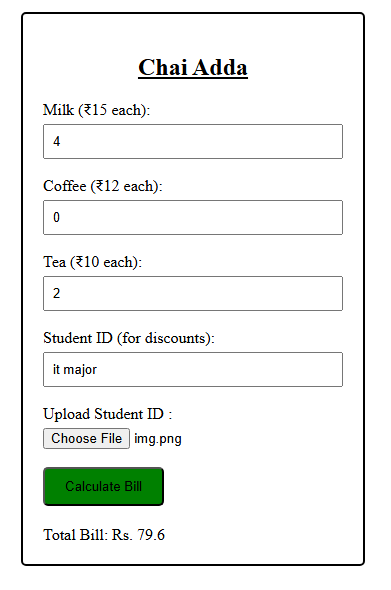 Chai Adda
Milk (₹15 each):
4
Coffee (₹12 each):
0
Tea (₹10 each):
2
Student ID (for discounts):
it major
Upload Student ID :
Choose File img.png
Calculate Bill
Total Bill: Rs. 79.6